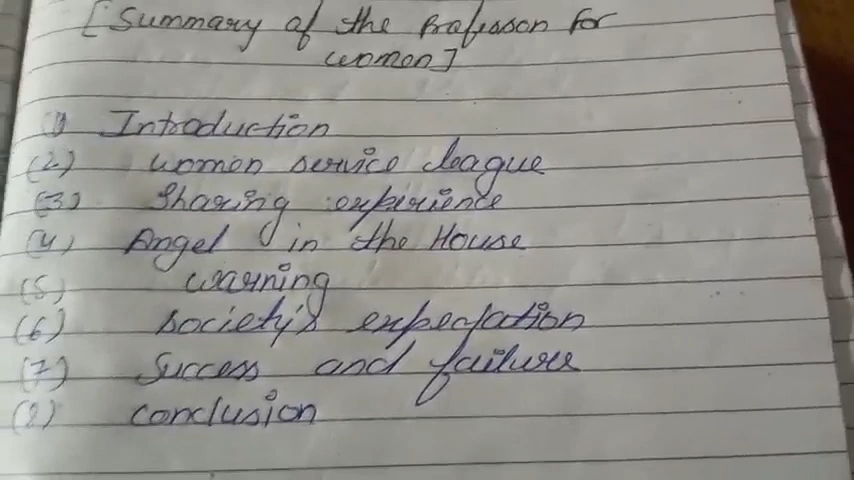 [Summary of the Profession for
women]
(1) Introduction
(2) women service league
(3) Sharing experience
(4) Angel in the House
(5) warning
(6) society's expectation
(7) Success and failure
(8) conclusion